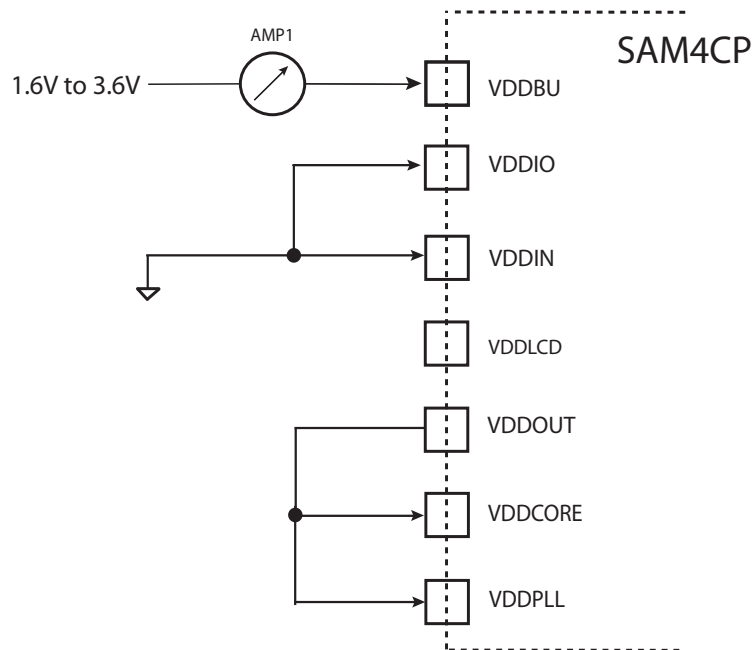 SAM4CP
AMP1
1.6V to 3.6V
VDDBU
VDDIO
VDDIN
VDDLCD
VDDOUT
VDDCORE
VDDPLL